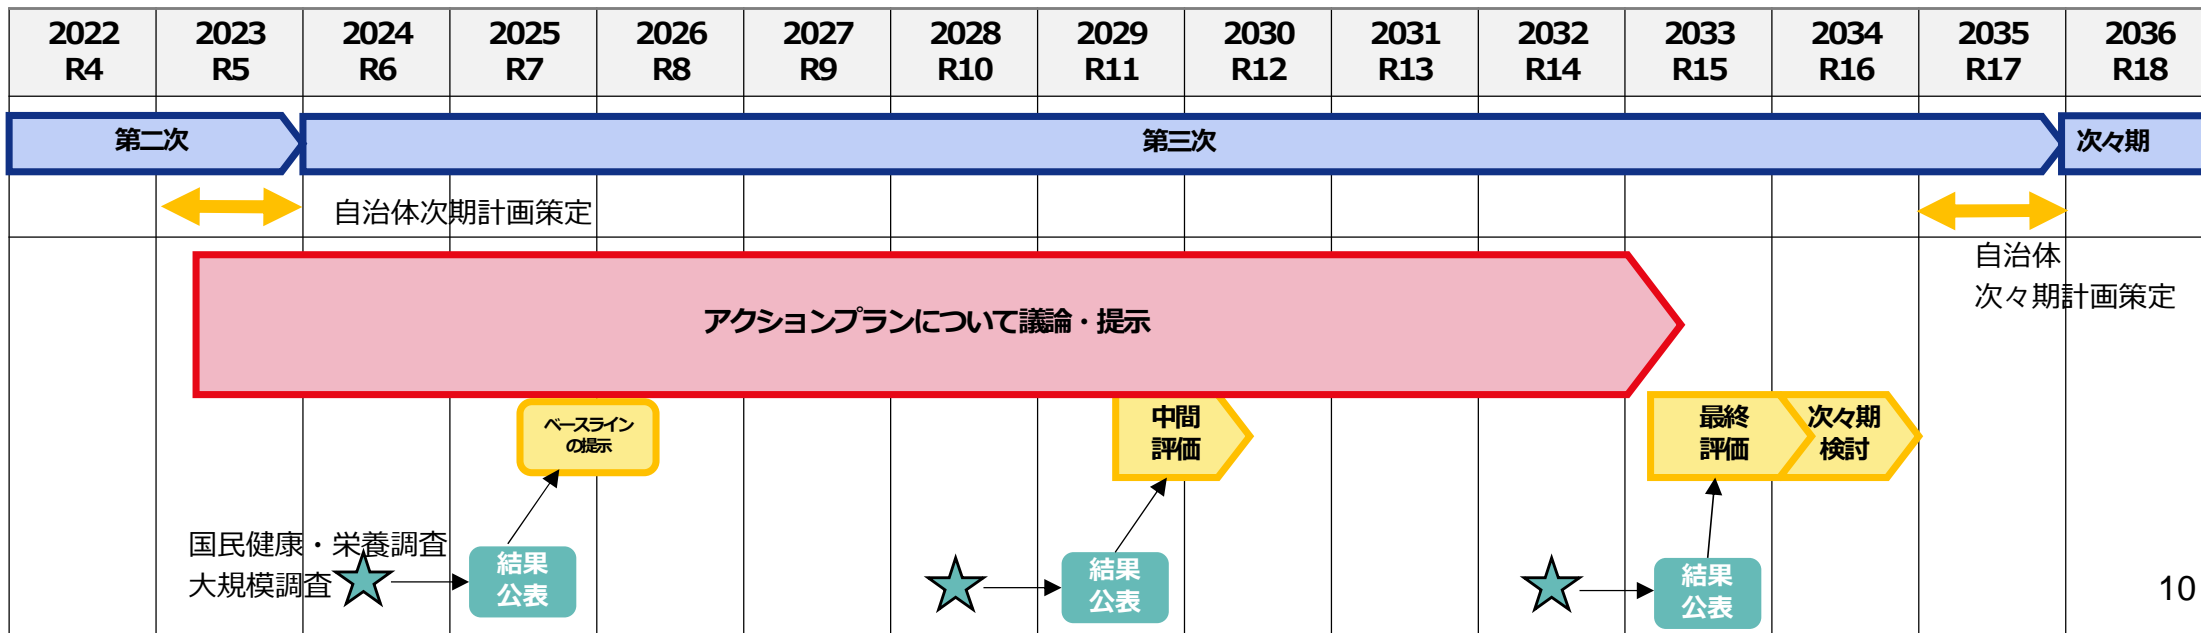 2022 2023 2024 2025 2026 2027 2028 2029 2030 2031 2032 2033 2034 2035 2036
R4 R5 R6 R7 R8 R9 R10 R11 R12 R13 R14 R15 R16 R17 R18
第二次 第三次 次々期
自治体次期計画策定
自治体
次々期計画策定
アクションプランについて議論・提示
ベースライン
の提示
中間
評価
最終
評価
次々期
検討
国民健康・栄養調査
大規模調査
結果
公表
結果
公表
結果
公表
10